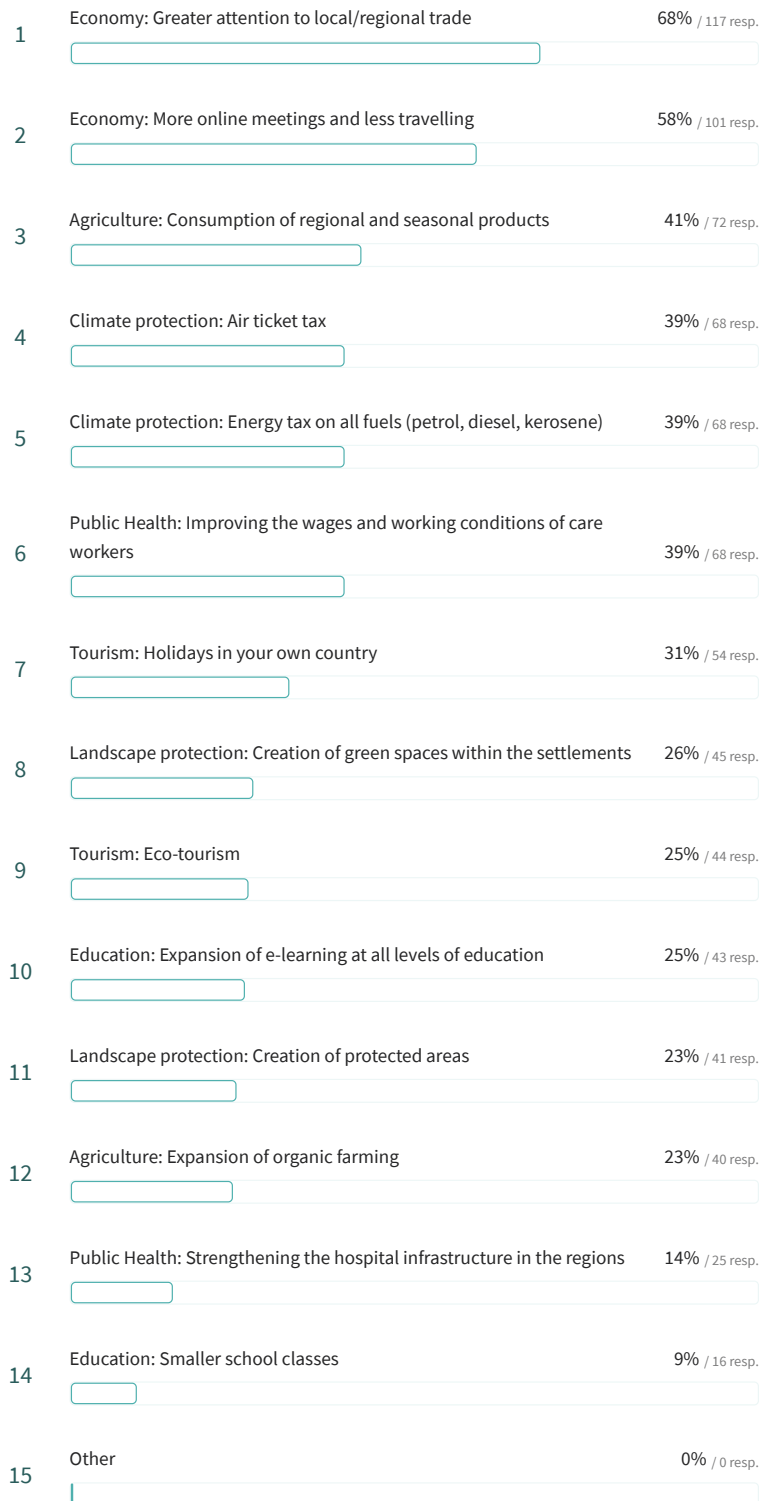 Economy: Greater attention to local/regional trade 68% / 117 resp.
1
Economy: More online meetings and less travelling 58% / 101 resp.
2
Agriculture: Consumption of regional and seasonal products 41% / 72 resp.
3
Climate protection: Air ticket tax 39% / 68 resp.
4
Climate protection: Energy tax on all fuels (petrol, diesel, kerosene) 39% / 68 resp.
5
Public Health: Improving the wages and working conditions of care
6 workers 39% / 68 resp.
Tourism: Holidays in your own country 31% / 54 resp.
7
Landscape protection: Creation of green spaces within the settlements 26% / 45 resp.
8
Tourism: Eco-tourism 25% / 44 resp.
9
Education: Expansion of e-learning at all levels of education 25% / 43 resp.
10
Landscape protection: Creation of protected areas 23% / 41 resp.
11
Agriculture: Expansion of organic farming 23% / 40 resp.
12
Public Health: Strengthening the hospital infrastructure in the regions 14% / 25 resp.
13
Education: Smaller school classes 9% / 16 resp.
14
Other 0% / 0 resp.
15